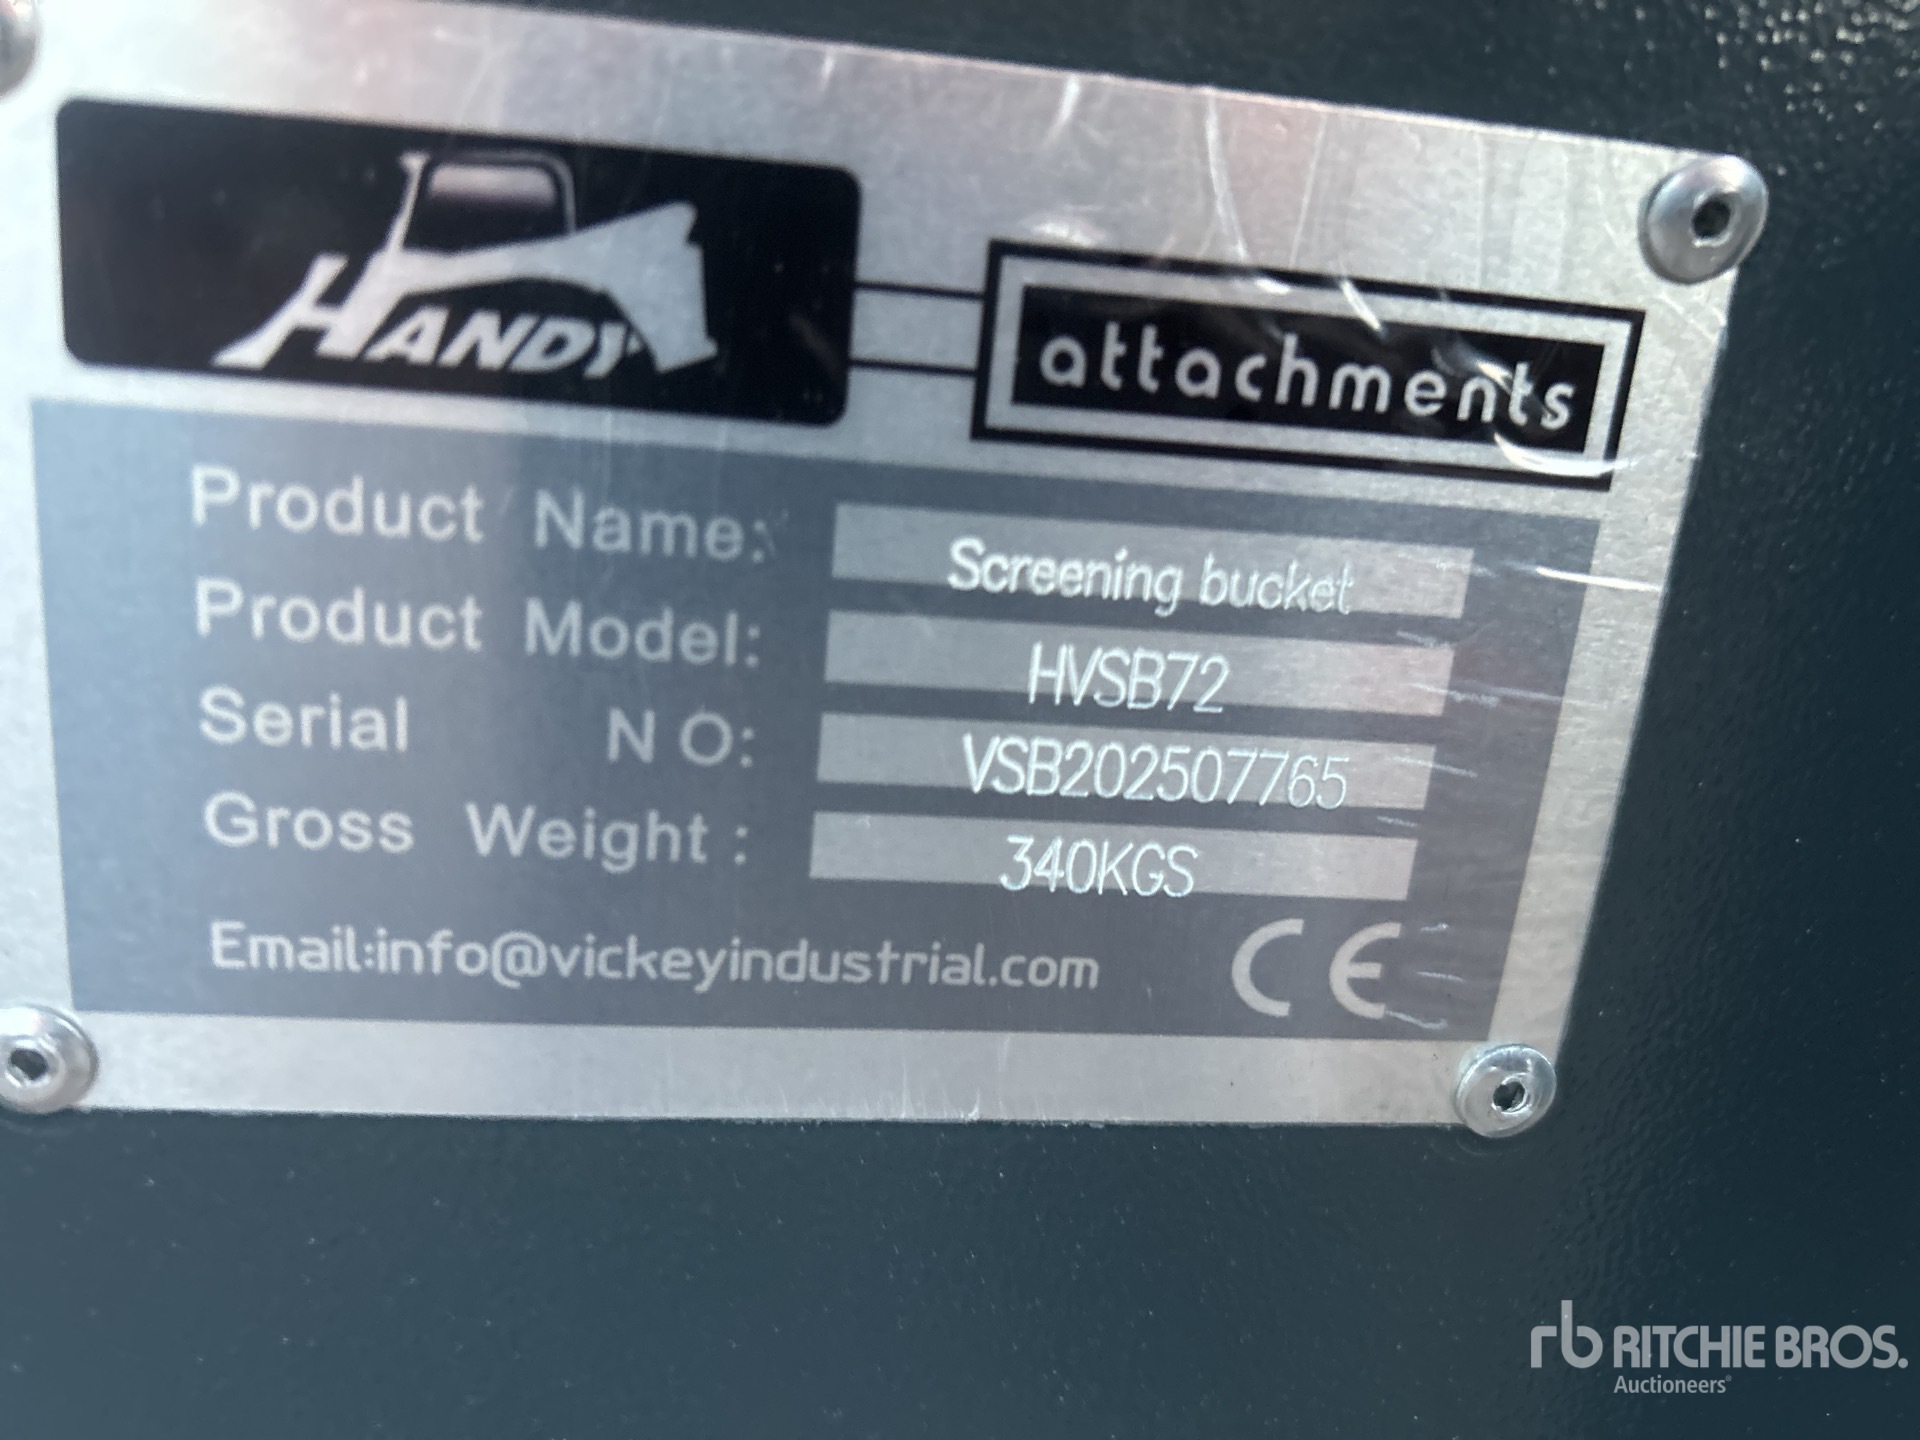 HANDY
attachments
Product Name: Screening bucket
Product Model: HVSB72
Serial NO: VSB202507765
Gross Weight: 340KGS
Email:info@vickeyindustrial.com CE
rb RITCHIE BROS.
Auctioneers®